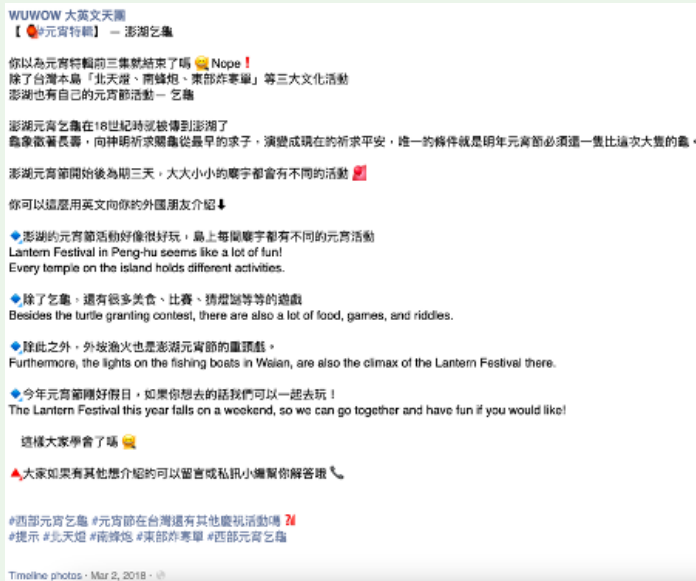 WUWOW 大英文天團
【 🏮#元宵特輯】 — 澎湖乞龜
你以為元宵特輯前三集就結束了嗎 Nope❗
除了台灣本島「北天燈、南蜂炮、東部炸寒單」等三大文化活動
澎湖也有自己的元宵節活動— 乞龜
澎湖元宵乞龜在18世紀時就被傳到澎湖了
龜象徵著長壽,向神明祈求賜龜從最早的求子,演變成現在的祈求平安,唯一的條件就是明年元宵節必須還一隻比這次大隻的龜。
澎湖元宵節開始後為期三天,大大小小的廟宇都會有不同的活動
你可以這麼用英文向你的外國朋友介紹⬇
🔹澎湖的元宵節活動好像很好玩,島上每間廟宇都有不同的元宵活動
Lantern Festival in Peng-hu seems like a lot of fun!
Every temple on the island holds different activities.
🔹除了乞龜,還有很多美食、比賽、猜燈謎等等的遊戲
Besides the turtle granting contest, there are also a lot of food, games, and riddles.
🔹除此之外,外垵漁火也是澎湖元宵節的重頭戲。
Furthermore, the lights on the fishing boats in Waian, are also the climax of the Lantern Festival there.
🔹今年元宵節剛好假日,如果你想去的話我們可以一起去玩!
The Lantern Festival this year falls on a weekend, so we can go together and have fun if you would like!
這樣大家學會了嗎
🔺大家如果有其他想介紹的可以留言或私訊小編幫你解答哦📞
#西部元宵乞龜 #元宵節在台灣還有其他慶祝活動嗎⁉
#提示 #北天燈 #南蜂炮 #東部炸寒單 #西部元宵乞龜
Timeline photos · Mar 2, 2018 ·